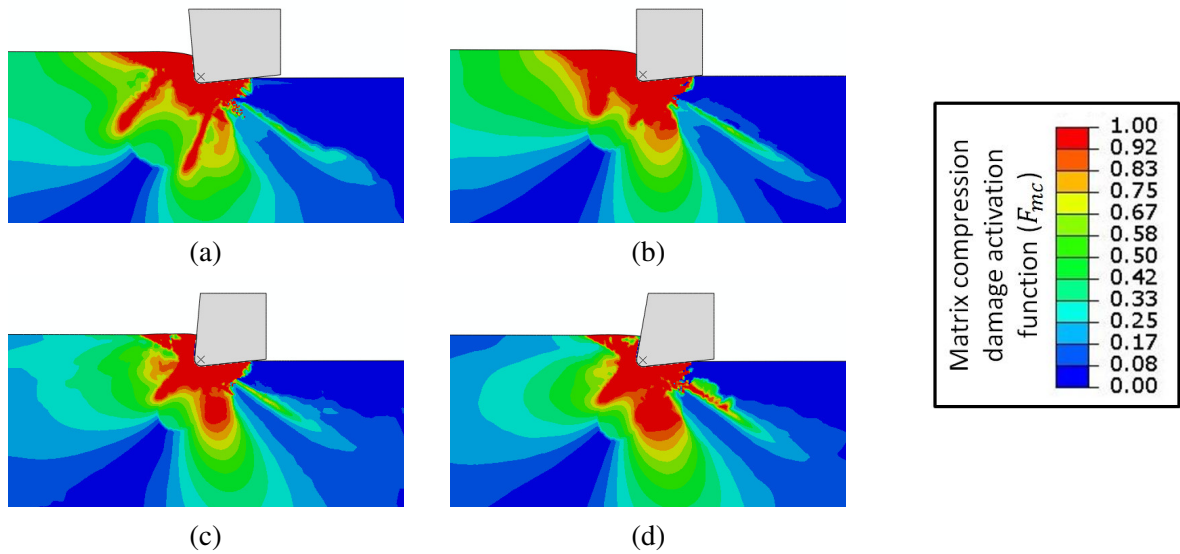 (a)
(b)
(c)
(d)
Matrix compression
damage activation
function (F_mc)
1.00
0.92
0.83
0.75
0.67
0.58
0.50
0.42
0.33
0.25
0.17
0.08
0.00